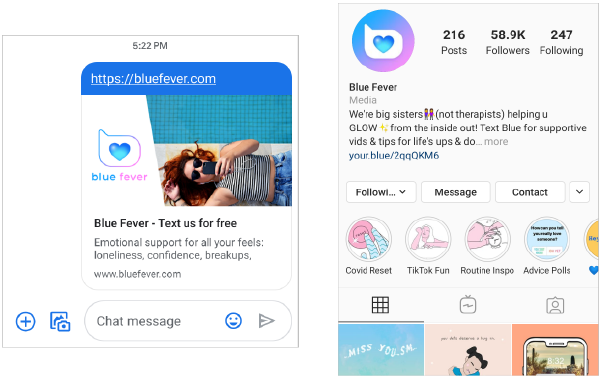 5:22 PM
https://bluefever.com
blue fever
Blue Fever - Text us for free
Emotional support for all your feels:
loneliness, confidence, breakups,
www.bluefever.com
Chat message
216 58.9K 247
Posts Followers Following
Blue Fever
Media
We're big sisters👭(not therapists) helping u
GLOW✨from the inside out! Text Blue for supportive
vids & tips for life's ups & do... more
your.blue/2qqQKM6
Followi... Message Contact
How can you
tell you really love
someone?
Covid Reset TikTok Fun Routine Inspo Advice Polls
MISS YOU SM
8:32